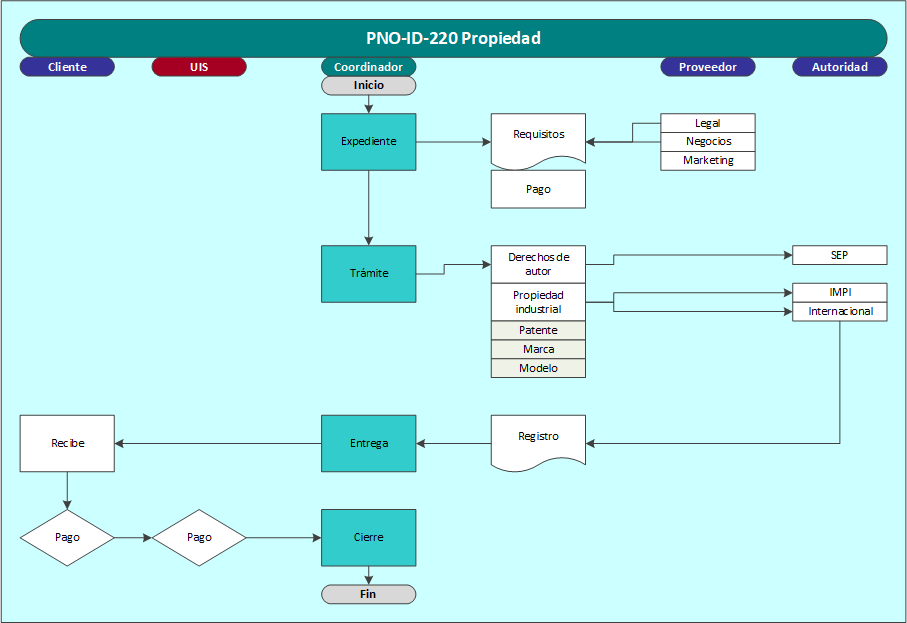 PNO-ID-220 Propiedad
Cliente
UIS
Coordinador
Proveedor
Autoridad
Inicio
Expediente
Requisitos
Legal
Negocios
Marketing
Pago
Trámite
Derechos de
autor
SEP
Propiedad
industrial
IMPI
Internacional
Patente
Marca
Modelo
Recibe
Entrega
Registro
Pago
Pago
Cierre
Fin